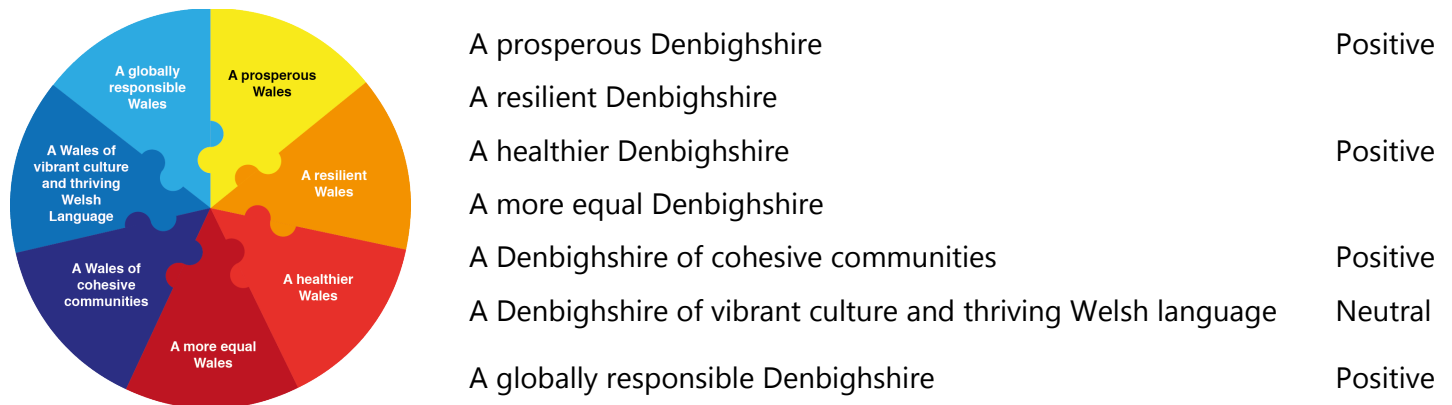 A globally
responsible
Wales
A prosperous
Wales
A resilient
Wales
A healthier
Wales
A more equal
Wales
A Wales of
cohesive
communities
A Wales of
vibrant culture
and thriving
Welsh
Language
A prosperous Denbighshire Positive
A resilient Denbighshire
A healthier Denbighshire Positive
A more equal Denbighshire
A Denbighshire of cohesive communities Positive
A Denbighshire of vibrant culture and thriving Welsh language Neutral
A globally responsible Denbighshire Positive